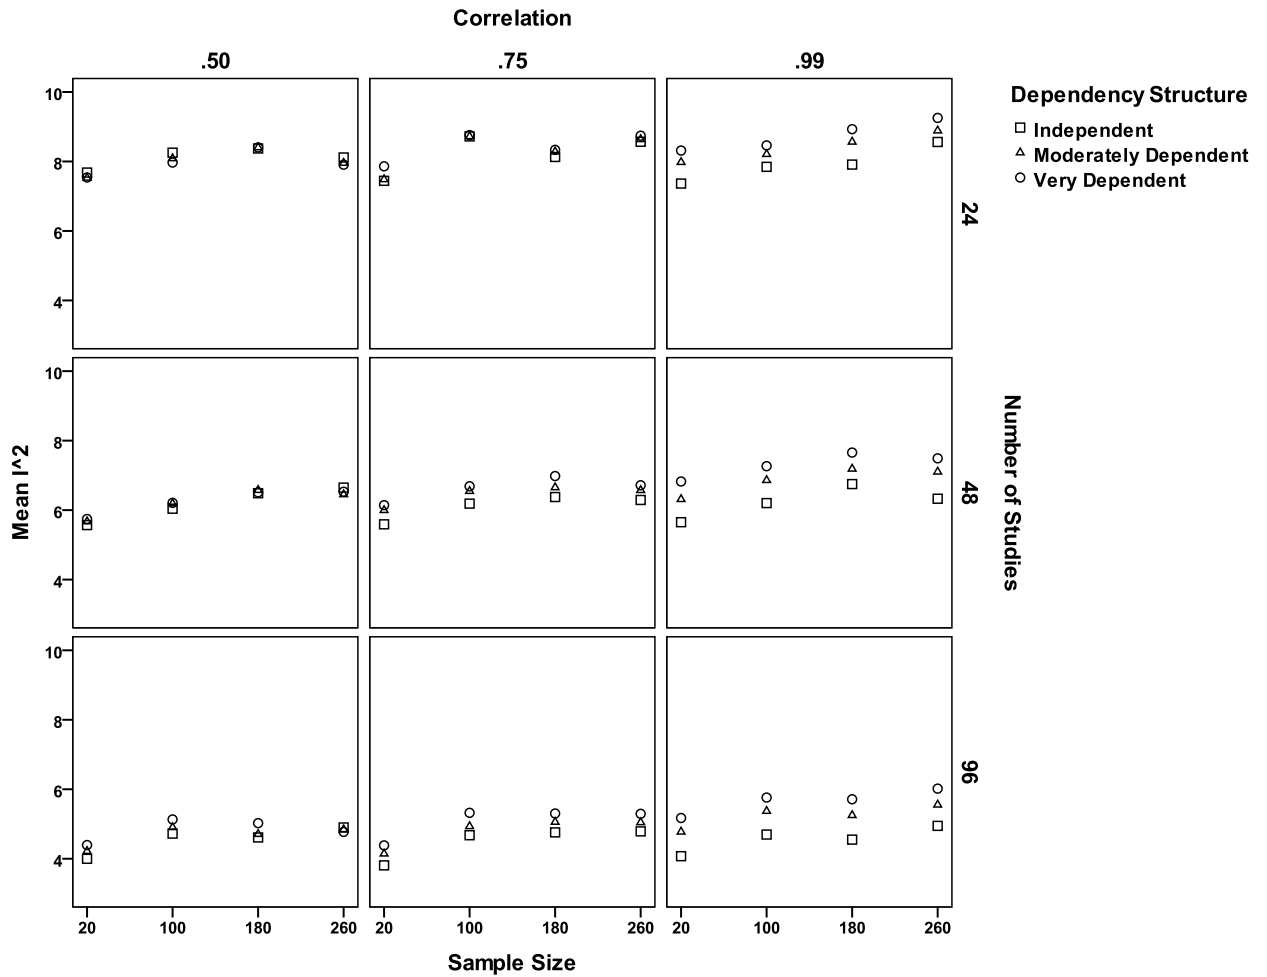 Correlation
.50 .75 .99
Dependency Structure
Independent
Moderately Dependent
Very Dependent
10
8
6
4
24
10
8
6
4
48
10
8
6
4
96
Mean I^2
Number of Studies
20 100 180 260 20 100 180 260 20 100 180 260
Sample Size